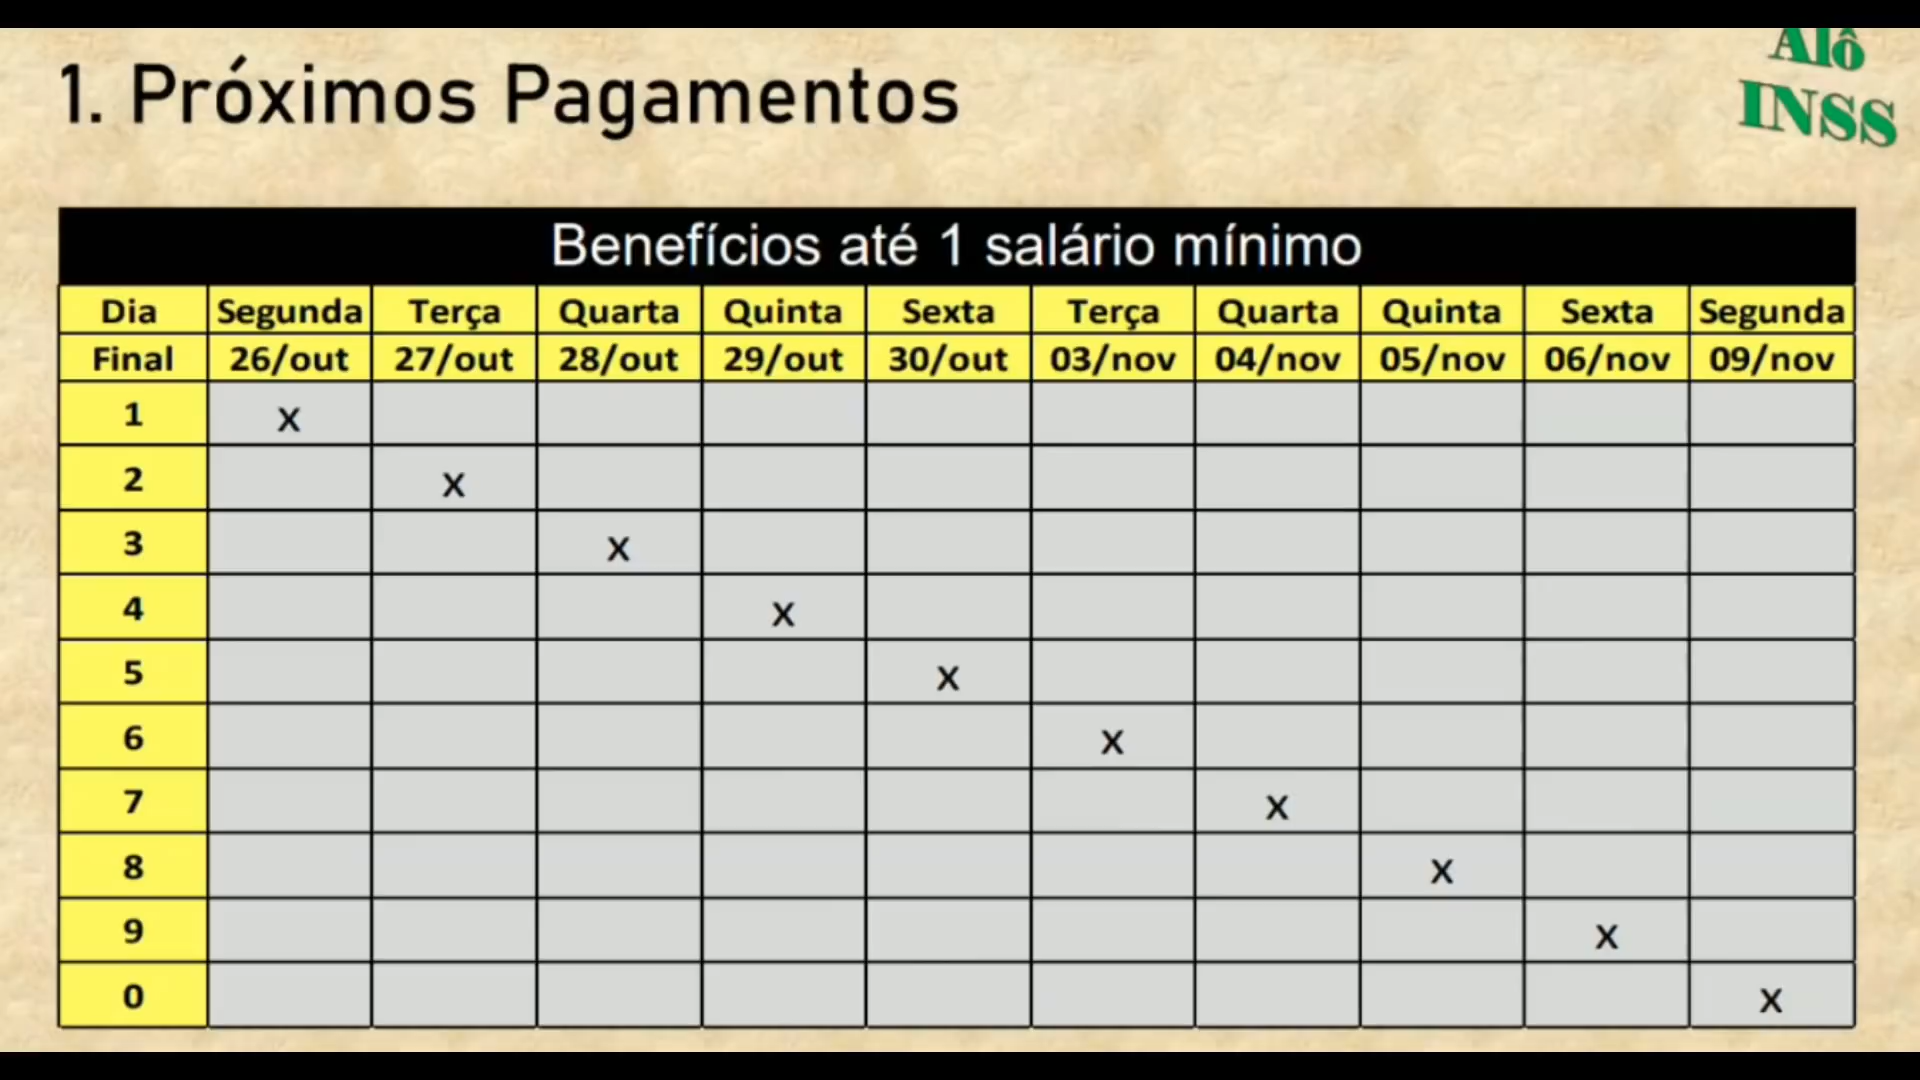 1. Próximos Pagamentos
Alô
INSS
Benefícios até 1 salário mínimo
Dia Segunda Terça Quarta Quinta Sexta Terça Quarta Quinta Sexta Segunda
Final 26/out 27/out 28/out 29/out 30/out 03/nov 04/nov 05/nov 06/nov 09/nov
1 x
2 x
3 x
4 x
5 x
6 x
7 x
8 x
9 x
0 x